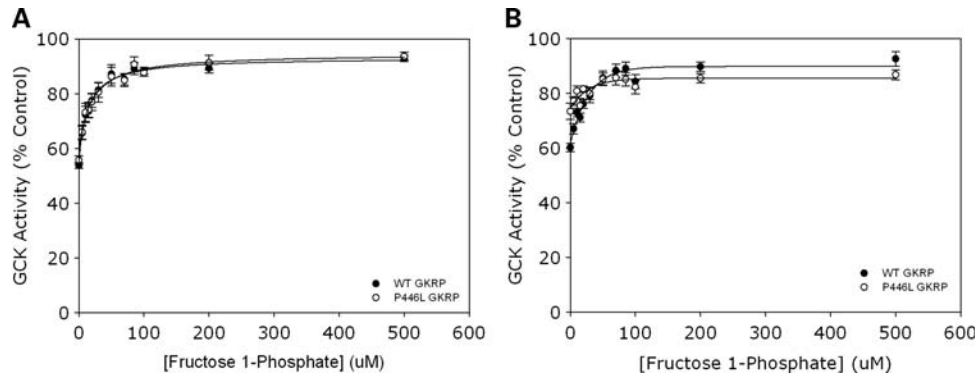 A
100
80
60
40
20
0
GCK Activity (% Control)
WT GKRP
P446L GKRP
0 100 200 300 400 500 600
[Fructose 1-Phosphate] (uM)
B
100
80
60
40
20
0
GCK Activity (% Control)
WT GKRP
P446L GKRP
0 100 200 300 400 500 600
[Fructose 1-Phosphate] (uM)